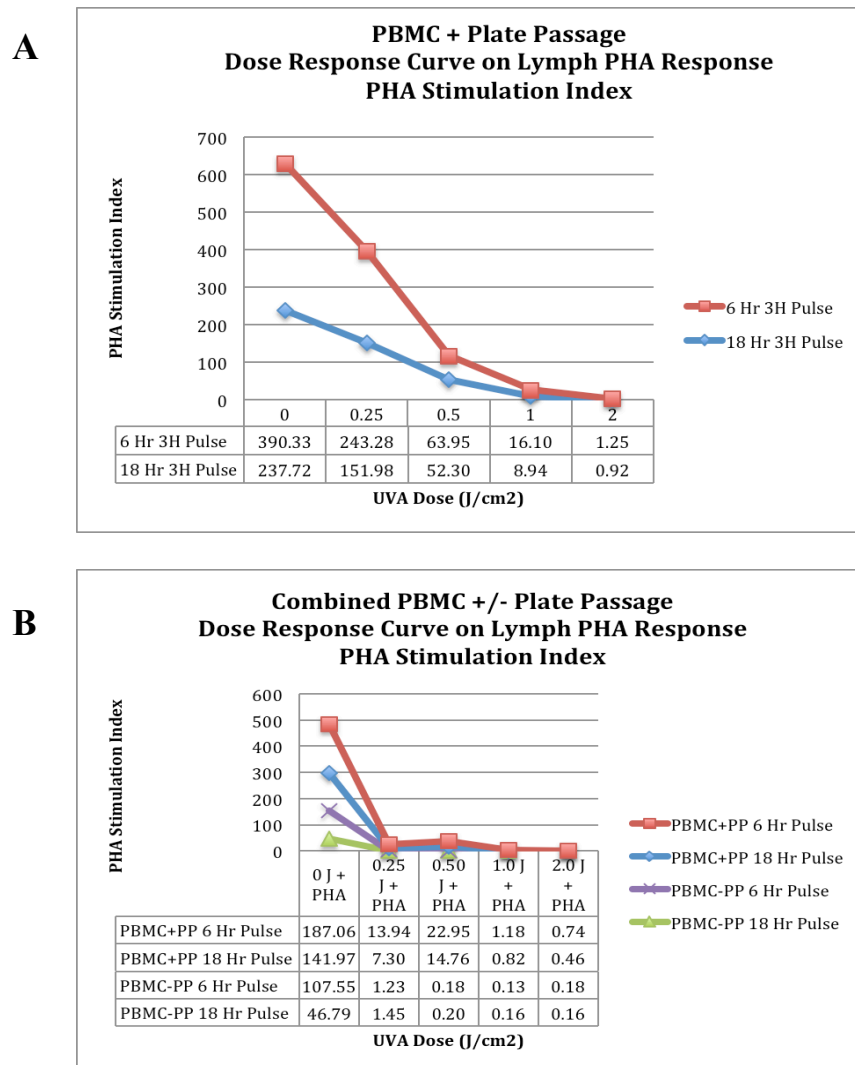 A
PBMC + Plate Passage
Dose Response Curve on Lymph PHA Response
PHA Stimulation Index
PHA Stimulation Index
700
600
500
400
300
200
100
0
0 0.25 0.5 1 2
6 Hr 3H Pulse 390.33 243.28 63.95 16.10 1.25
18 Hr 3H Pulse 237.72 151.98 52.30 8.94 0.92
UVA Dose (J/cm2)
6 Hr 3H Pulse
18 Hr 3H Pulse
B
Combined PBMC +/- Plate Passage
Dose Response Curve on Lymph PHA Response
PHA Stimulation Index
PHA Stimulation Index
600
500
400
300
200
100
0
0 J + PHA 0.25 J + PHA 0.50 J + PHA 1.0 J + PHA 2.0 J + PHA
PBMC+PP 6 Hr Pulse 187.06 13.94 22.95 1.18 0.74
PBMC+PP 18 Hr Pulse 141.97 7.30 14.76 0.82 0.46
PBMC-PP 6 Hr Pulse 107.55 1.23 0.18 0.13 0.18
PBMC-PP 18 Hr Pulse 46.79 1.45 0.20 0.16 0.16
UVA Dose (J/cm2)
PBMC+PP 6 Hr Pulse
PBMC+PP 18 Hr Pulse
PBMC-PP 6 Hr Pulse
PBMC-PP 18 Hr Pulse